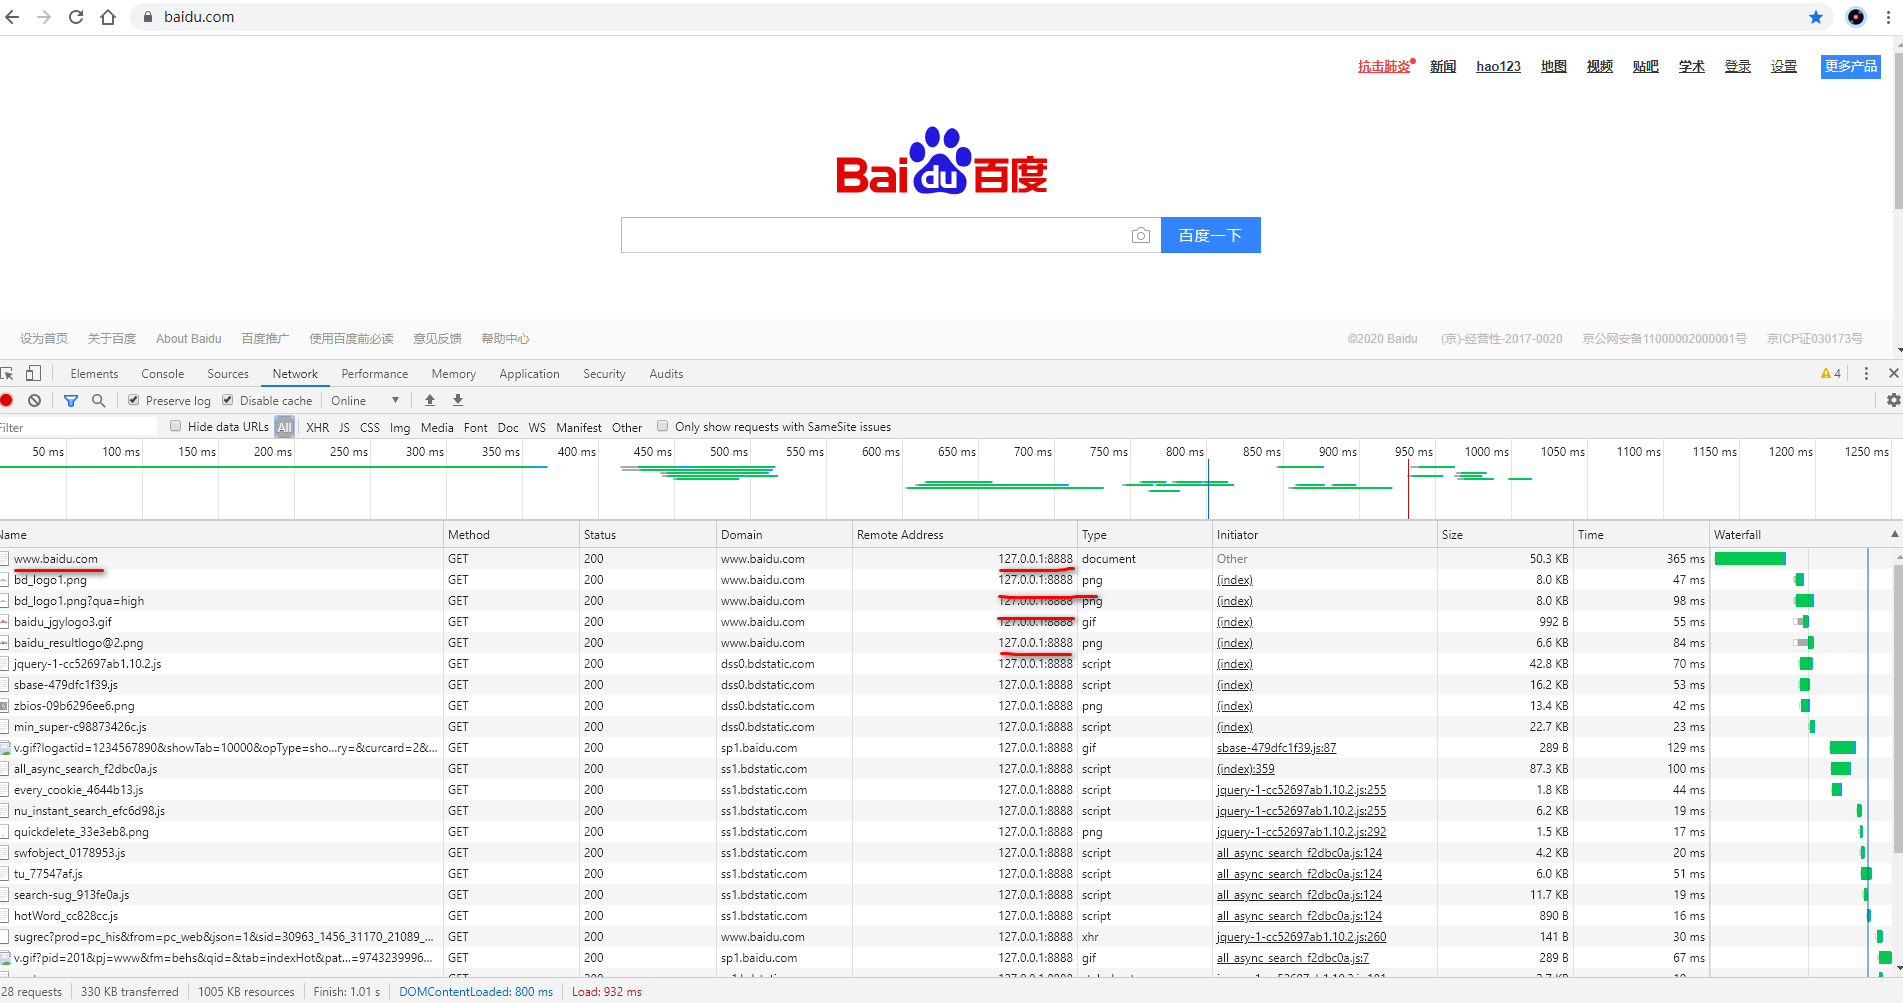 baidu.com
抗击肺炎 新闻 hao123 地图 视频 贴吧 学术 登录 设置 更多产品
Bai du 百度
百度一下
设为首页 关于百度 About Baidu 百度推广 使用百度前必读 意见反馈 帮助中心 ©2020 Baidu (京)-经营性-2017-0020 京公网安备11000002000001号 京ICP证030173号
Elements Console Sources Network Performance Memory Application Security Audits 4
Preserve log Disable cache Online
Filter Hide data URLs All XHR JS CSS Img Media Font Doc WS Manifest Other Only show requests with SameSite issues
50 ms 100 ms 150 ms 200 ms 250 ms 300 ms 350 ms 400 ms 450 ms 500 ms 550 ms 600 ms 650 ms 700 ms 750 ms 800 ms 850 ms 900 ms 950 ms 1000 ms 1050 ms 1100 ms 1150 ms 1200 ms 1250 ms
Name Method Status Domain Remote Address Type Initiator Size Time Waterfall
www.baidu.com GET 200 www.baidu.com 127.0.0.1:8888 document Other 50.3 KB 365 ms
bd_logo1.png GET 200 www.baidu.com 127.0.0.1:8888 png (index) 8.0 KB 47 ms
bd_logo1.png?qua=high GET 200 www.baidu.com 127.0.0.1:8888 png (index) 8.0 KB 98 ms
baidu_jgylogo3.gif GET 200 www.baidu.com 127.0.0.1:8888 gif (index) 992 B 55 ms
baidu_resultlogo@2.png GET 200 www.baidu.com 127.0.0.1:8888 png (index) 6.6 KB 84 ms
jquery-1-cc52697ab1.10.2.js GET 200 dss0.bdstatic.com 127.0.0.1:8888 script (index) 42.8 KB 70 ms
sbase-479dfc1f39.js GET 200 dss0.bdstatic.com 127.0.0.1:8888 script (index) 16.2 KB 53 ms
zbios-09b6296ee6.png GET 200 dss0.bdstatic.com 127.0.0.1:8888 png (index) 13.4 KB 42 ms
min_super-c98873426c.js GET 200 dss0.bdstatic.com 127.0.0.1:8888 script (index) 22.7 KB 23 ms
v.gif?logactid=1234567890&showTab=10000&opType=sho...ry=&curcard=2&... GET 200 sp1.baidu.com 127.0.0.1:8888 gif sbase-479dfc1f39.js:87 289 B 129 ms
all_async_search_f2dbc0a.js GET 200 ss1.bdstatic.com 127.0.0.1:8888 script (index):359 87.3 KB 100 ms
every_cookie_4644b13.js GET 200 ss1.bdstatic.com 127.0.0.1:8888 script jquery-1-cc52697ab1.10.2.js:255 1.8 KB 44 ms
nu_instant_search_efc6d98.js GET 200 ss1.bdstatic.com 127.0.0.1:8888 script jquery-1-cc52697ab1.10.2.js:255 6.2 KB 19 ms
quickdelete_33e3eb8.png GET 200 ss1.bdstatic.com 127.0.0.1:8888 png jquery-1-cc52697ab1.10.2.js:292 1.5 KB 17 ms
swfobject_0178953.js GET 200 ss1.bdstatic.com 127.0.0.1:8888 script all_async_search_f2dbc0a.js:124 4.2 KB 20 ms
tu_77547af.js GET 200 ss1.bdstatic.com 127.0.0.1:8888 script all_async_search_f2dbc0a.js:124 6.0 KB 51 ms
search-sug_913fe0a.js GET 200 ss1.bdstatic.com 127.0.0.1:8888 script all_async_search_f2dbc0a.js:124 11.7 KB 19 ms
hotWord_cc828cc.js GET 200 ss1.bdstatic.com 127.0.0.1:8888 script all_async_search_f2dbc0a.js:124 890 B 16 ms
sugrec?prod=pc_his&from=pc_web&json=1&sid=30963_1456_31170_21089_... GET 200 www.baidu.com 127.0.0.1:8888 xhr jquery-1-cc52697ab1.10.2.js:260 141 B 30 ms
v.gif?pid=201&pj=www&fm=behs&qid=&tab=indexHot&pat...=9743239996... GET 200 sp1.baidu.com 127.0.0.1:8888 gif all_async_search_f2dbc0a.js:7 289 B 67 ms
28 requests 330 KB transferred 1005 KB resources Finish: 1.01 s DOMContentLoaded: 800 ms Load: 932 ms